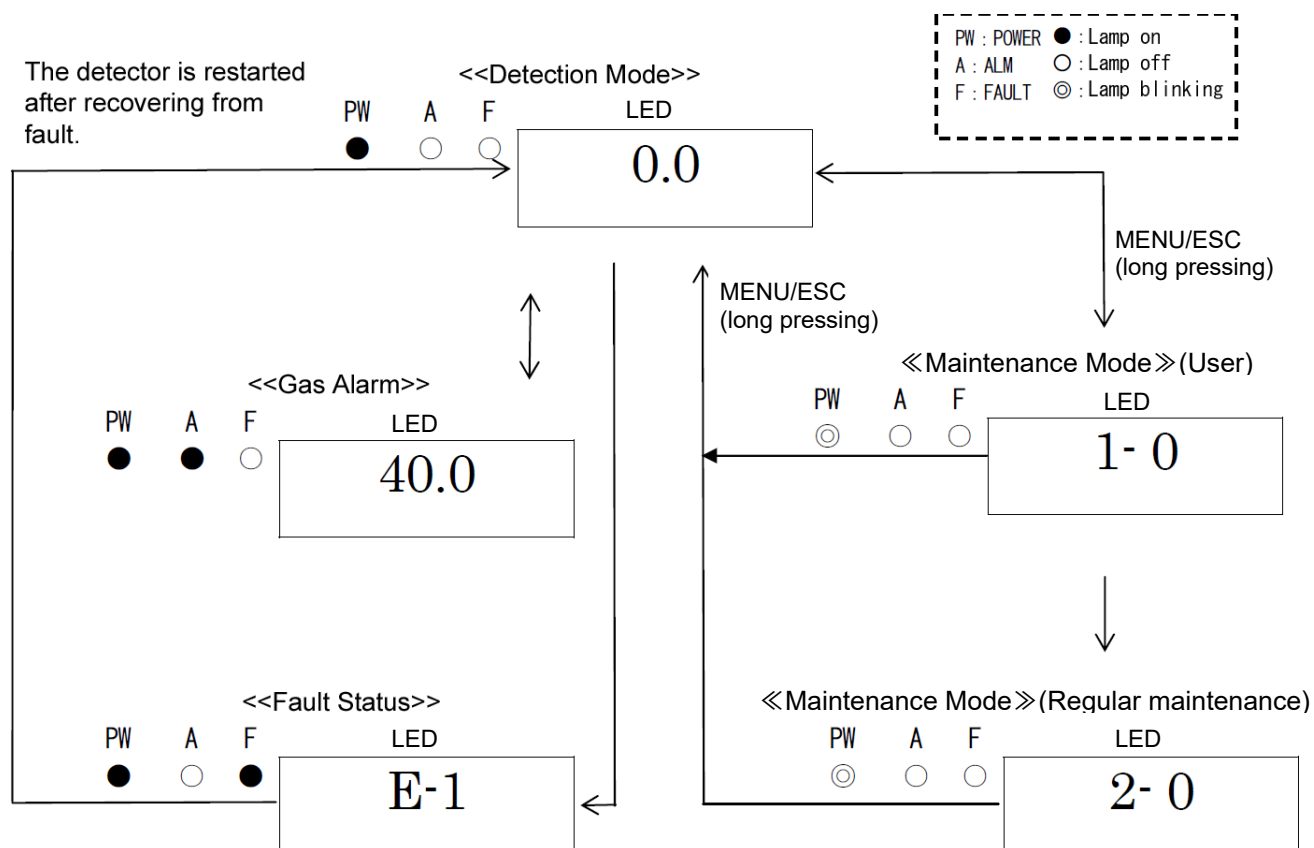 PW : POWER ● : Lamp on
A : ALM ○ : Lamp off
F : FAULT ◎ : Lamp blinking
The detector is restarted
after recovering from
fault.
<<Detection Mode>>
PW A F LED
● ○ ○
0.0
MENU/ESC
(long pressing)
MENU/ESC
(long pressing)
<<Gas Alarm>>
PW A F LED
● ● ○
40.0
≪Maintenance Mode≫(User)
PW A F LED
◎ ○ ○
1- 0
<<Fault Status>>
PW A F LED
● ○ ●
E-1
≪Maintenance Mode≫(Regular maintenance)
PW A F LED
◎ ○ ○
2- 0